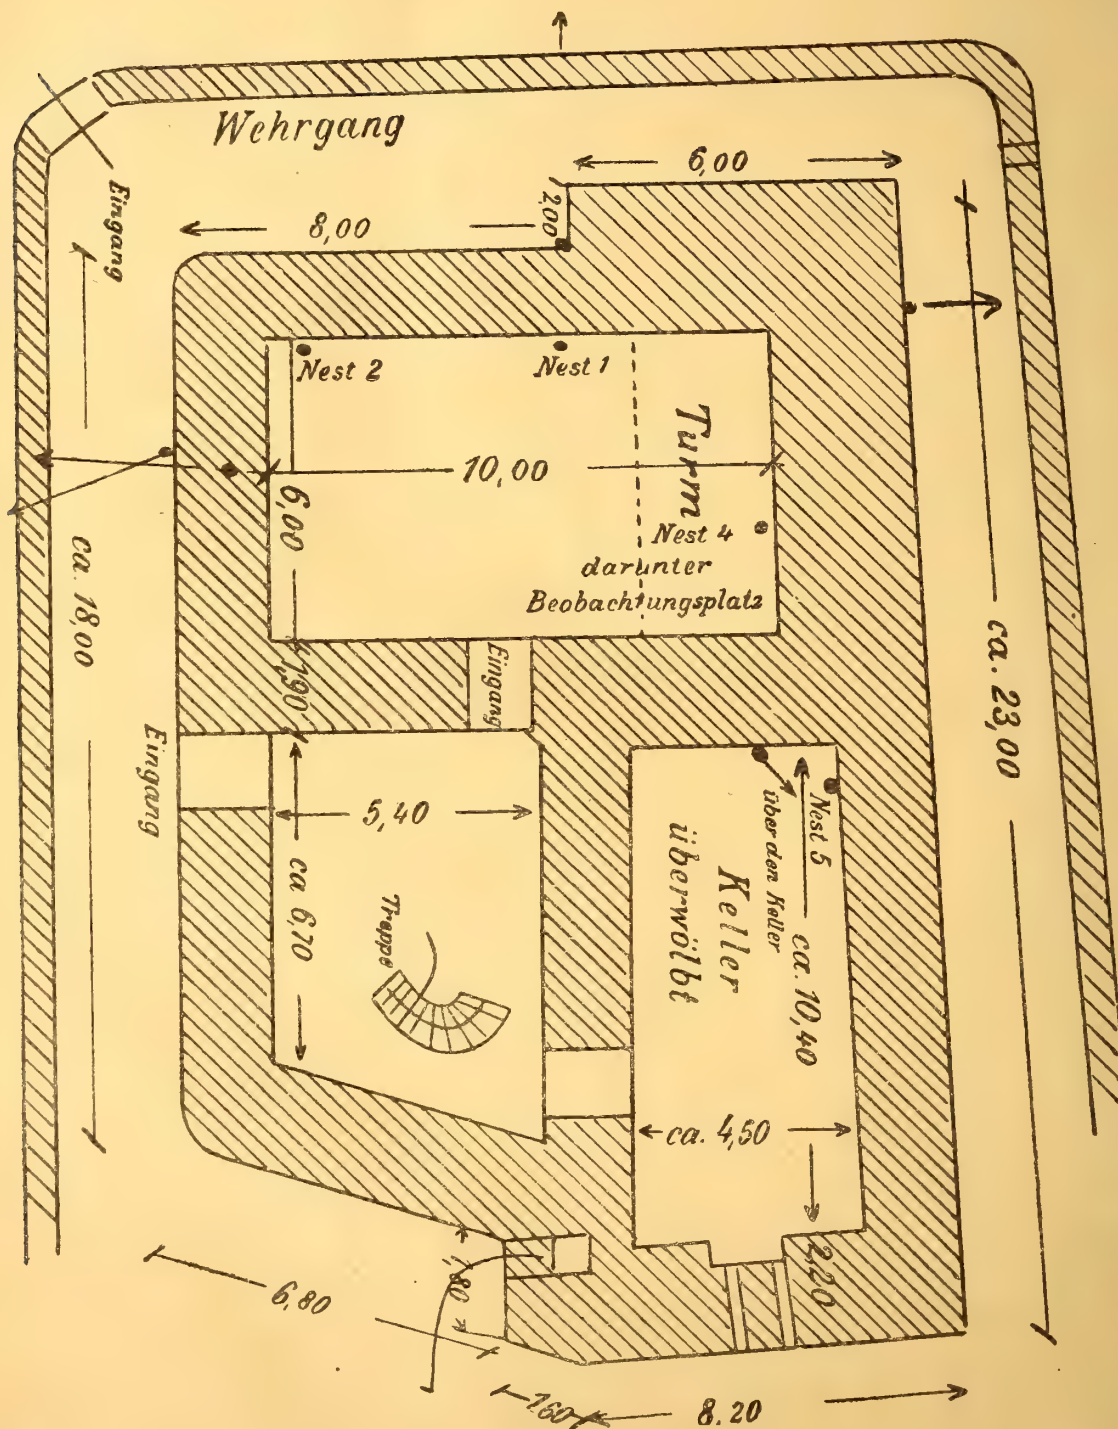 Wehrgang
6,00
Eingang
8,00
2,00
Nest 2
Nest 1
Turm
10,00
6,00
Nest 4
darunter
Beobachtungsplatz
ca. 18,00
ca. 23,00
1,90
Eingang
Eingang
5,40
Nest 5
über den Keller
Keller
überwölbt
ca 6,70
ca. 10,40
Treppe
ca. 4,50
2,20
1,80
6,80
1,60
8,20